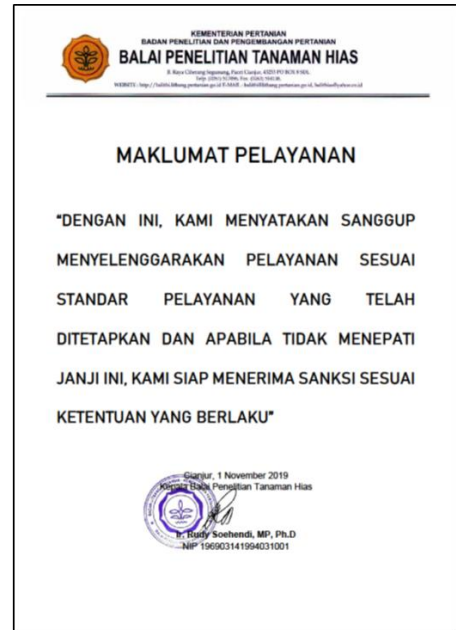 KEMENTERIAN PERTANIAN
BADAN PENELITIAN DAN PENGEMBANGAN PERTANIAN
BALAI PENELITIAN TANAMAN HIAS
MAKLUMAT PELAYANAN
"DENGAN INI, KAMI MENYATAKAN SANGGUP
MENYELENGGARAKAN PELAYANAN SESUAI
STANDAR PELAYANAN YANG TELAH
DITETAPKAN DAN APABILA TIDAK MENEPATI
JANJI INI, KAMI SIAP MENERIMA SANKSI SESUAI
KETENTUAN YANG BERLAKU"
Cianjur, 1 November 2019
Kepala Balai Penelitian Tanaman Hias
Ir. Rudy Soehendi, MP, Ph.D
NIP 196903141994031001